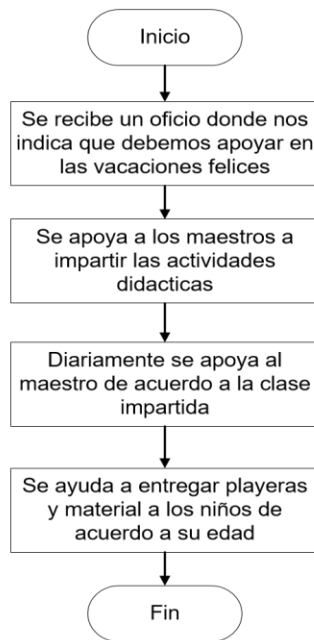 Inicio
Se recibe un oficio donde nos
indica que debemos apoyar en
las vacaciones felices
Se apoya a los maestros a
impartir las actividades
didacticas
Diariamente se apoya al
maestro de acuerdo a la clase
impartida
Se ayuda a entregar playeras
y material a los niños de
acuerdo a su edad
Fin